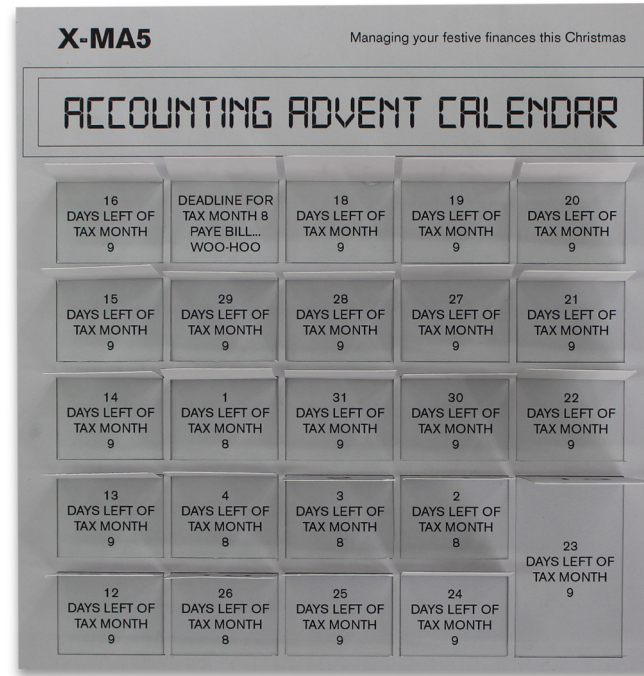 X-MA5
Managing your festive finances this Christmas
ACCOUNTING ADVENT CALENDAR
16
DAYS LEFT OF
TAX MONTH
9
DEADLINE FOR
TAX MONTH 8
PAYE BILL...
WOO-HOO
18
DAYS LEFT OF
TAX MONTH
9
19
DAYS LEFT OF
TAX MONTH
9
20
DAYS LEFT OF
TAX MONTH
9
15
DAYS LEFT OF
TAX MONTH
9
29
DAYS LEFT OF
TAX MONTH
9
28
DAYS LEFT OF
TAX MONTH
9
27
DAYS LEFT OF
TAX MONTH
9
21
DAYS LEFT OF
TAX MONTH
9
14
DAYS LEFT OF
TAX MONTH
9
1
DAYS LEFT OF
TAX MONTH
8
31
DAYS LEFT OF
TAX MONTH
9
30
DAYS LEFT OF
TAX MONTH
9
22
DAYS LEFT OF
TAX MONTH
9
13
DAYS LEFT OF
TAX MONTH
9
4
DAYS LEFT OF
TAX MONTH
8
3
DAYS LEFT OF
TAX MONTH
8
2
DAYS LEFT OF
TAX MONTH
8
23
DAYS LEFT OF
TAX MONTH
9
12
DAYS LEFT OF
TAX MONTH
9
26
DAYS LEFT OF
TAX MONTH
8
25
DAYS LEFT OF
TAX MONTH
9
24
DAYS LEFT OF
TAX MONTH
9